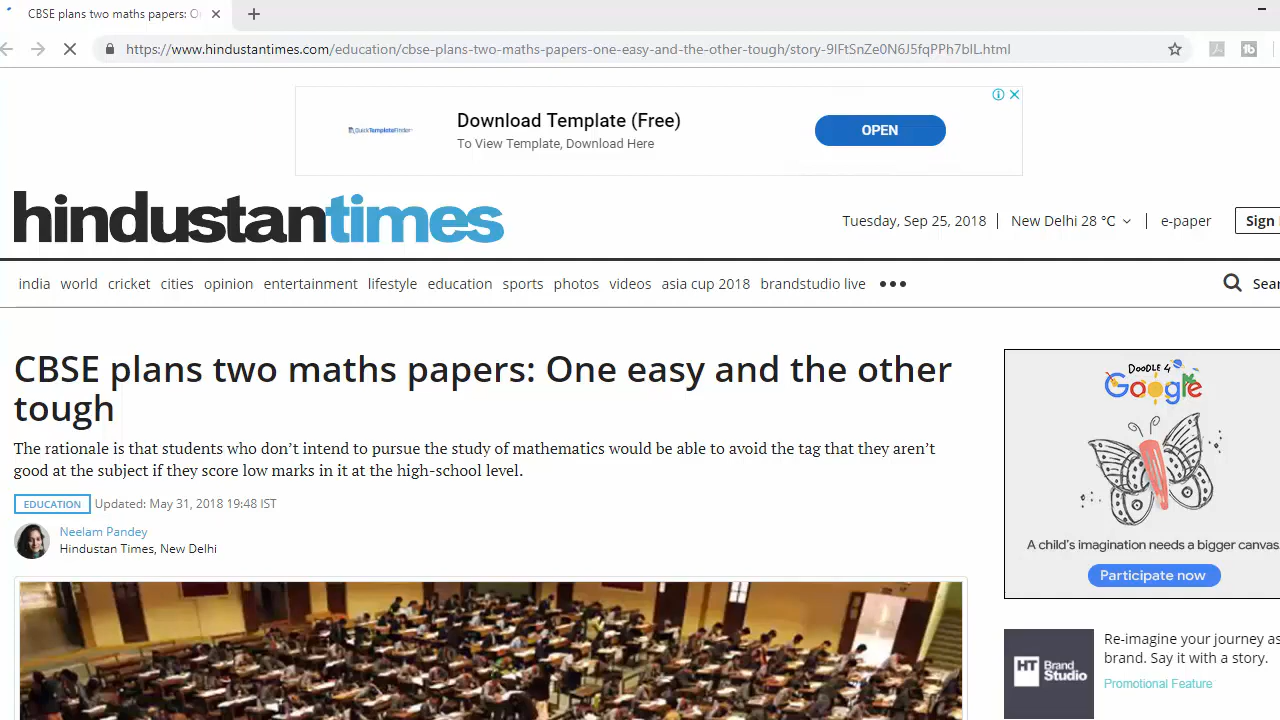 CBSE plans two maths papers: O
https://www.hindustantimes.com/education/cbse-plans-two-maths-papers-one-easy-and-the-other-tough/story-9lFtSnZe0N6J5fqPPh7blL.html
Download Template (Free)
To View Template, Download Here
OPEN
QuickTemplateFinder
hindustantimes
Tuesday, Sep 25, 2018 | New Delhi 28 °C | e-paper Sign
india world cricket cities opinion entertainment lifestyle education sports photos videos asia cup 2018 brandstudio live ••• Sear
CBSE plans two maths papers: One easy and the other
tough
The rationale is that students who don’t intend to pursue the study of mathematics would be able to avoid the tag that they aren’t
good at the subject if they score low marks in it at the high-school level.
EDUCATION Updated: May 31, 2018 19:48 IST
Neelam Pandey
Hindustan Times, New Delhi
DOODLE 4
Google
A child’s imagination needs a bigger canvas.
Participate now
HT Brand
Studio
Re-imagine your journey as
brand. Say it with a story.
Promotional Feature